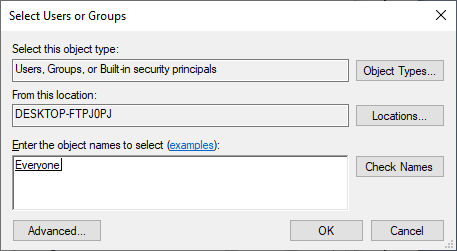 Select Users or Groups
Select this object type:
Users, Groups, or Built-in security principals
Object Types...
From this location:
DESKTOP-FTPJ0PJ
Locations...
Enter the object names to select (examples):
Everyone
Check Names
Advanced...
OK
Cancel